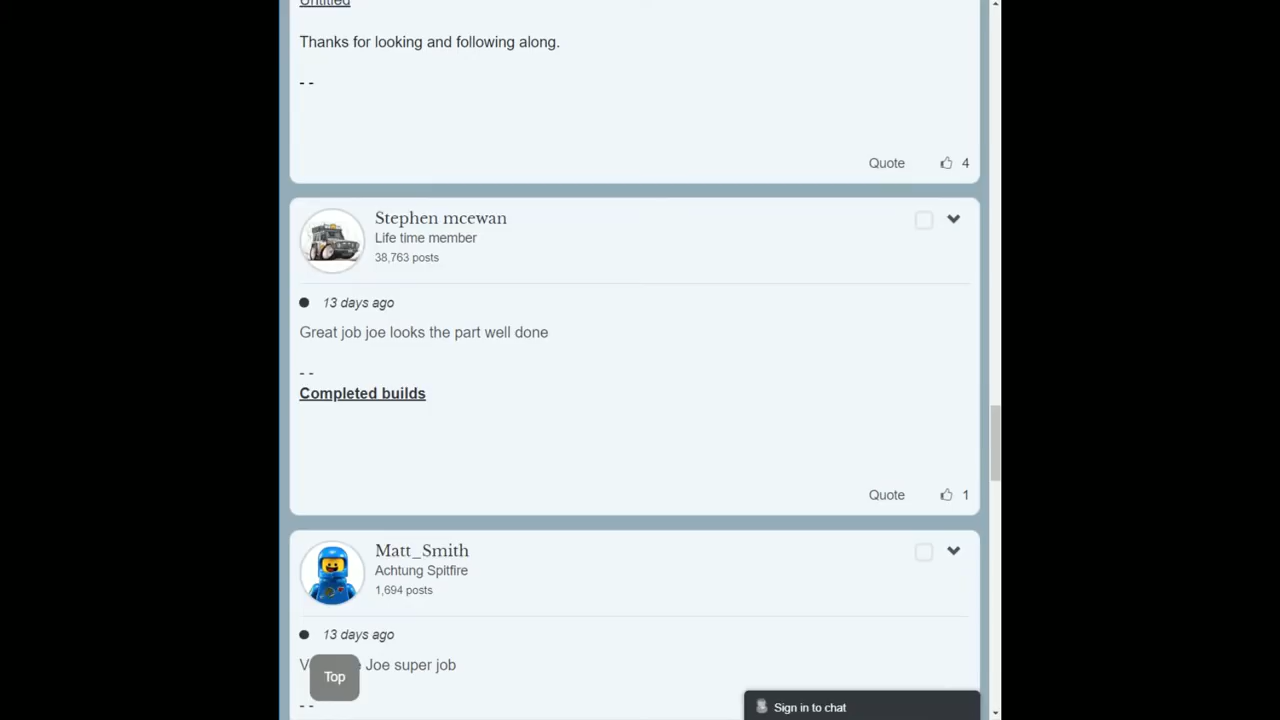 Untitled
Thanks for looking and following along.
- -
Quote 4
Stephen mcewan
Life time member
38,763 posts
13 days ago
Great job joe looks the part well done
- -
Completed builds
Quote 1
Matt_Smith
Achtung Spitfire
1,694 posts
13 days ago
Joe super job
Top
- -
Sign in to chat